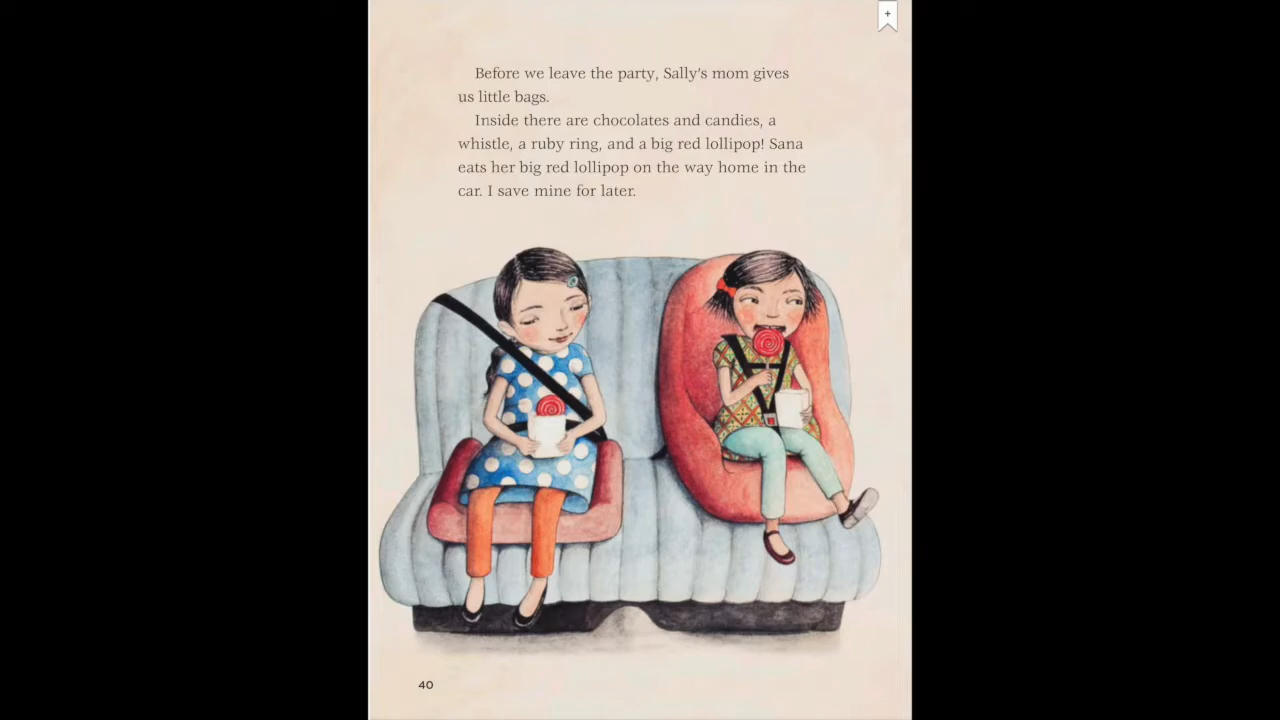 Before we leave the party, Sally's mom gives
us little bags.
Inside there are chocolates and candies, a
whistle, a ruby ring, and a big red lollipop! Sana
eats her big red lollipop on the way home in the
car. I save mine for later.
40
+